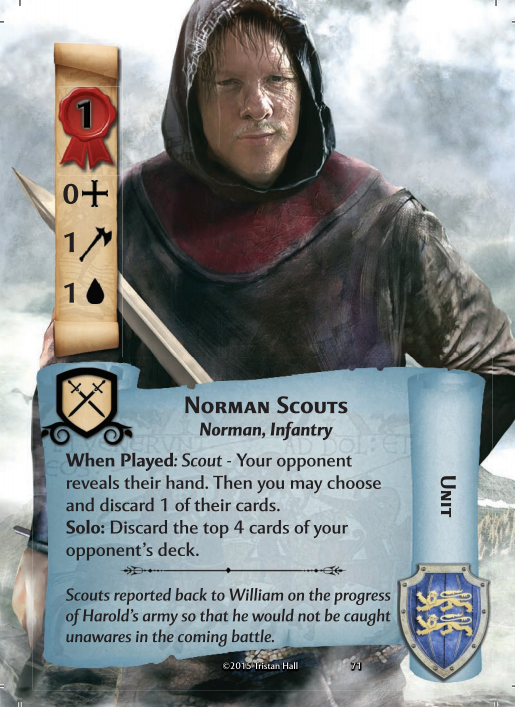 1
0
1
1
Norman Scouts
Norman, Infantry
When Played: Scout - Your opponent
reveals their hand. Then you may choose
and discard 1 of their cards.
Solo: Discard the top 4 cards of your
opponent's deck.
Scouts reported back to William on the progress
of Harold's army so that he would not be caught
unawares in the coming battle.
Unit
©2015 Tristan Hall
71